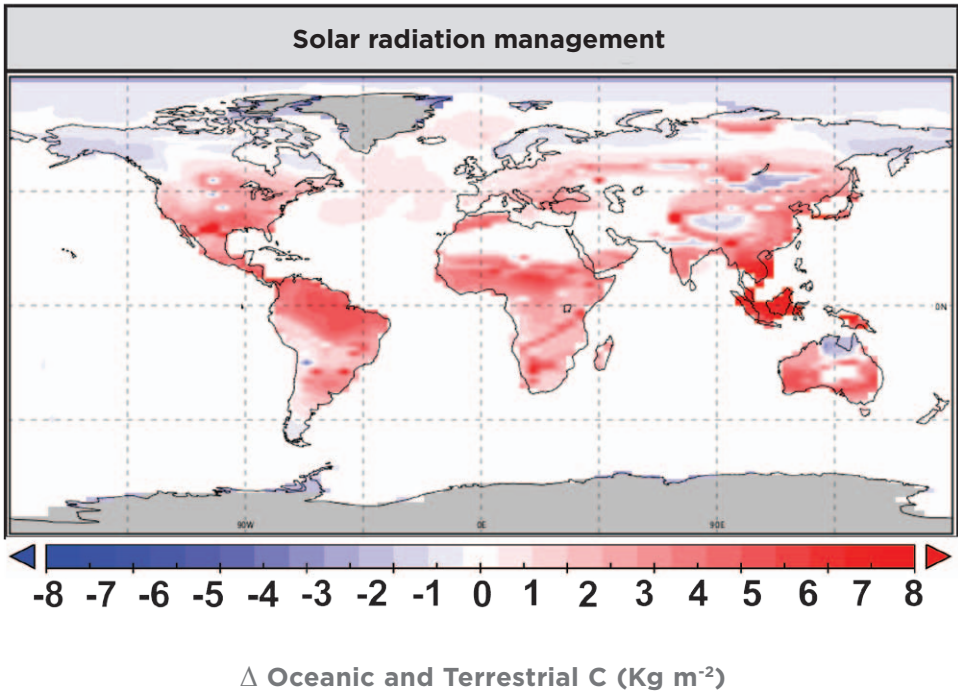 Solar radiation management
0N
90W 0E 90E
-8 -7 -6 -5 -4 -3 -2 -1 0 1 2 3 4 5 6 7 8
Δ Oceanic and Terrestrial C (Kg m⁻²)